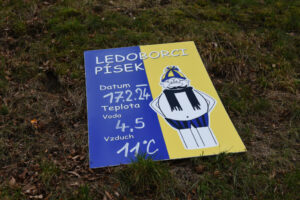 LEDOBORCI
PÍSEK
Datum
17.2.24
Teplota
Voda
4.5
Vzduch
11°C